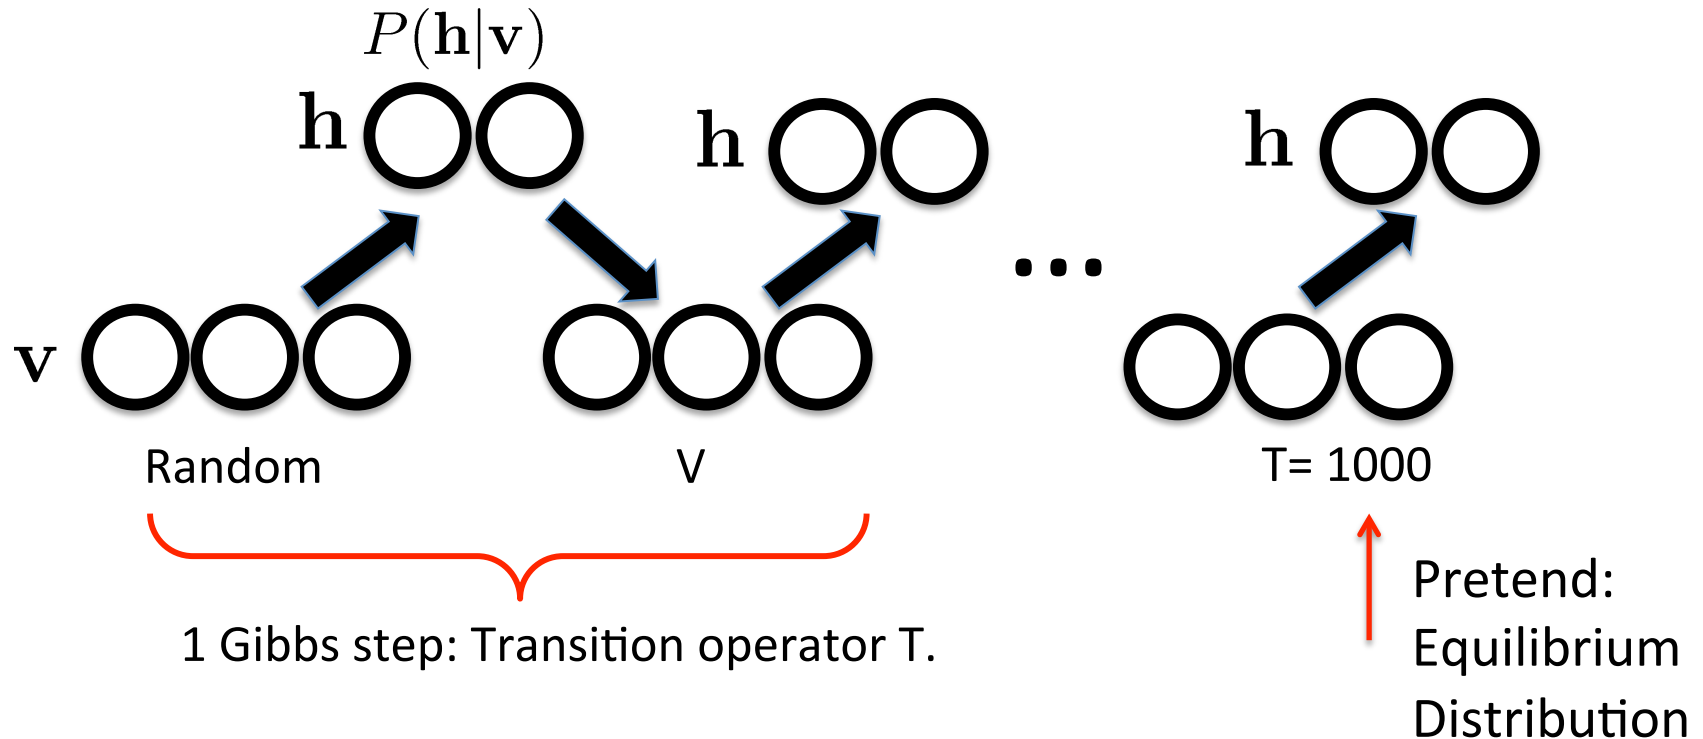 P(h|v)
h
h
h
...
v
Random
V
T= 1000
1 Gibbs step: Transition operator T.
Pretend:
Equilibrium
Distribution